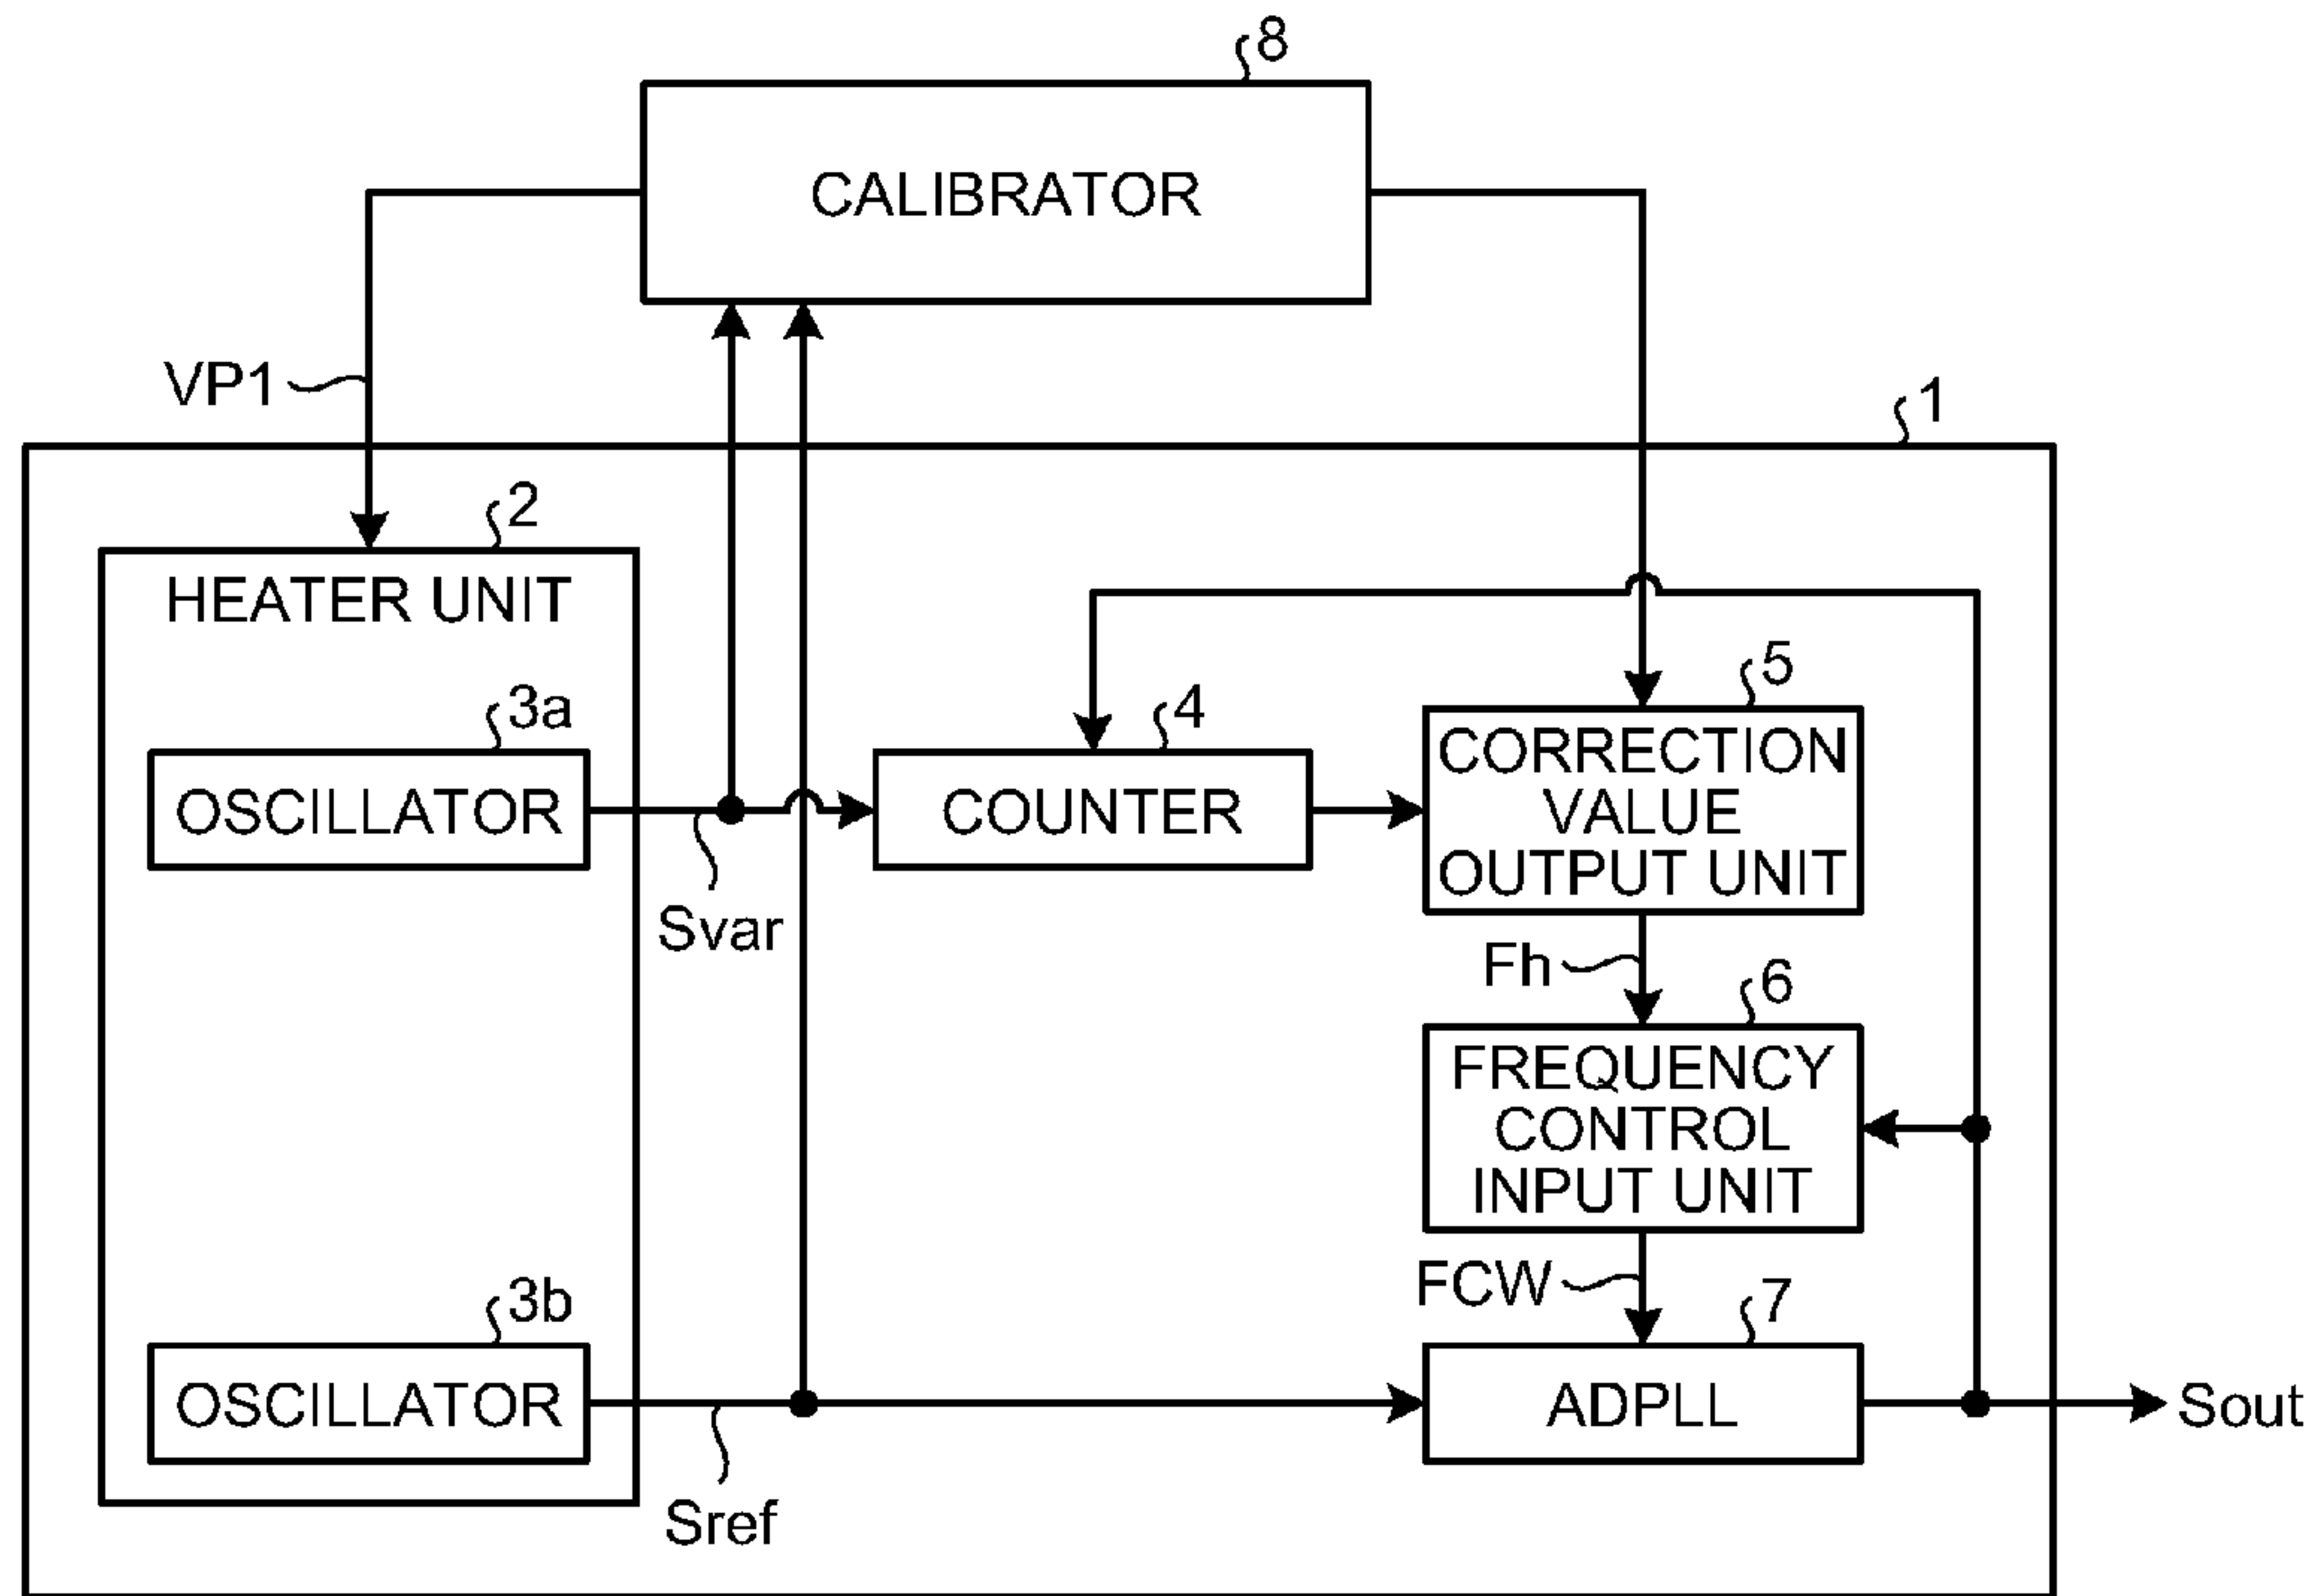 8
CALIBRATOR
VP1
1
2
HEATER UNIT
3a
OSCILLATOR
Svar
4
COUNTER
5
CORRECTION
VALUE
OUTPUT UNIT
Fh
6
FREQUENCY
CONTROL
INPUT UNIT
FCW
3b
OSCILLATOR
Sref
7
ADPLL
Sout